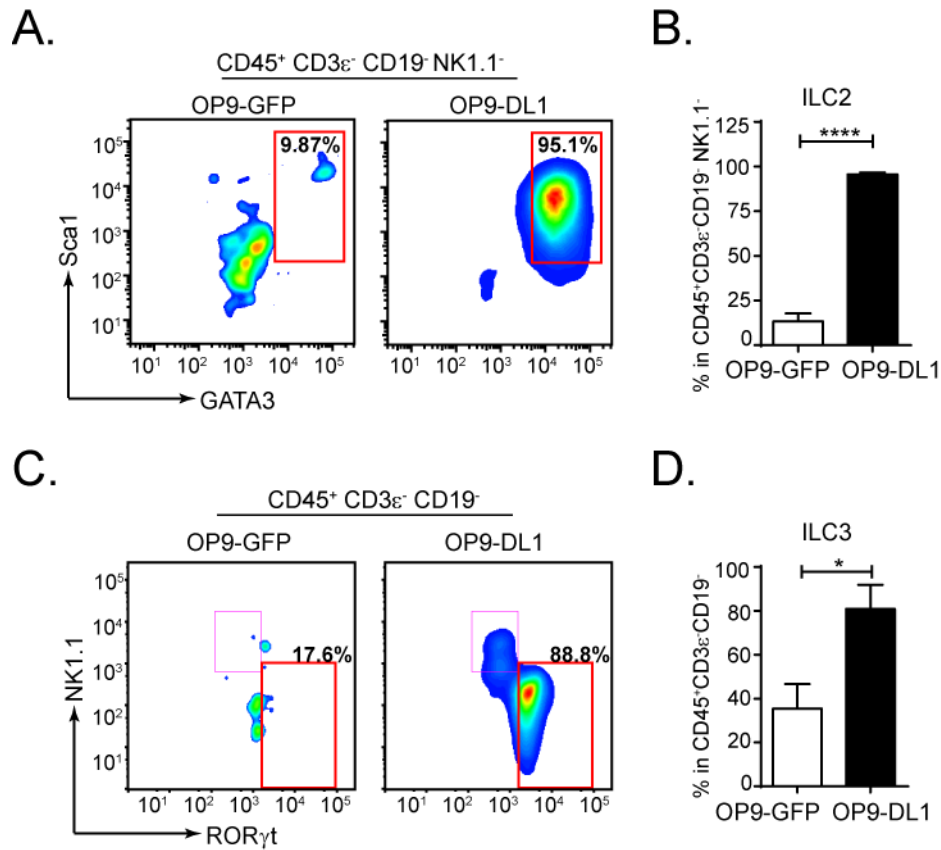 A.
CD45⁺ CD3ε⁻ CD19⁻ NK1.1⁻
OP9-GFP OP9-DL1
9.87%
95.1%
10⁵
10⁴
10³
10²
10¹
Sca1
10¹ 10² 10³ 10⁴ 10⁵
10¹ 10² 10³ 10⁴ 10⁵
GATA3
B.
ILC2
****
% in CD45⁺CD3ε⁻CD19⁻ NK1.1⁻
125
100
75
50
25
0
OP9-GFP OP9-DL1
C.
CD45⁺ CD3ε⁻ CD19⁻
OP9-GFP OP9-DL1
17.6%
88.8%
10⁵
10⁴
10³
10²
10¹
NK1.1
10¹ 10² 10³ 10⁴ 10⁵
10¹ 10² 10³ 10⁴ 10⁵
RORγt
D.
ILC3
*
% in CD45⁺CD3ε⁻CD19⁻
100
80
60
40
20
0
OP9-GFP OP9-DL1